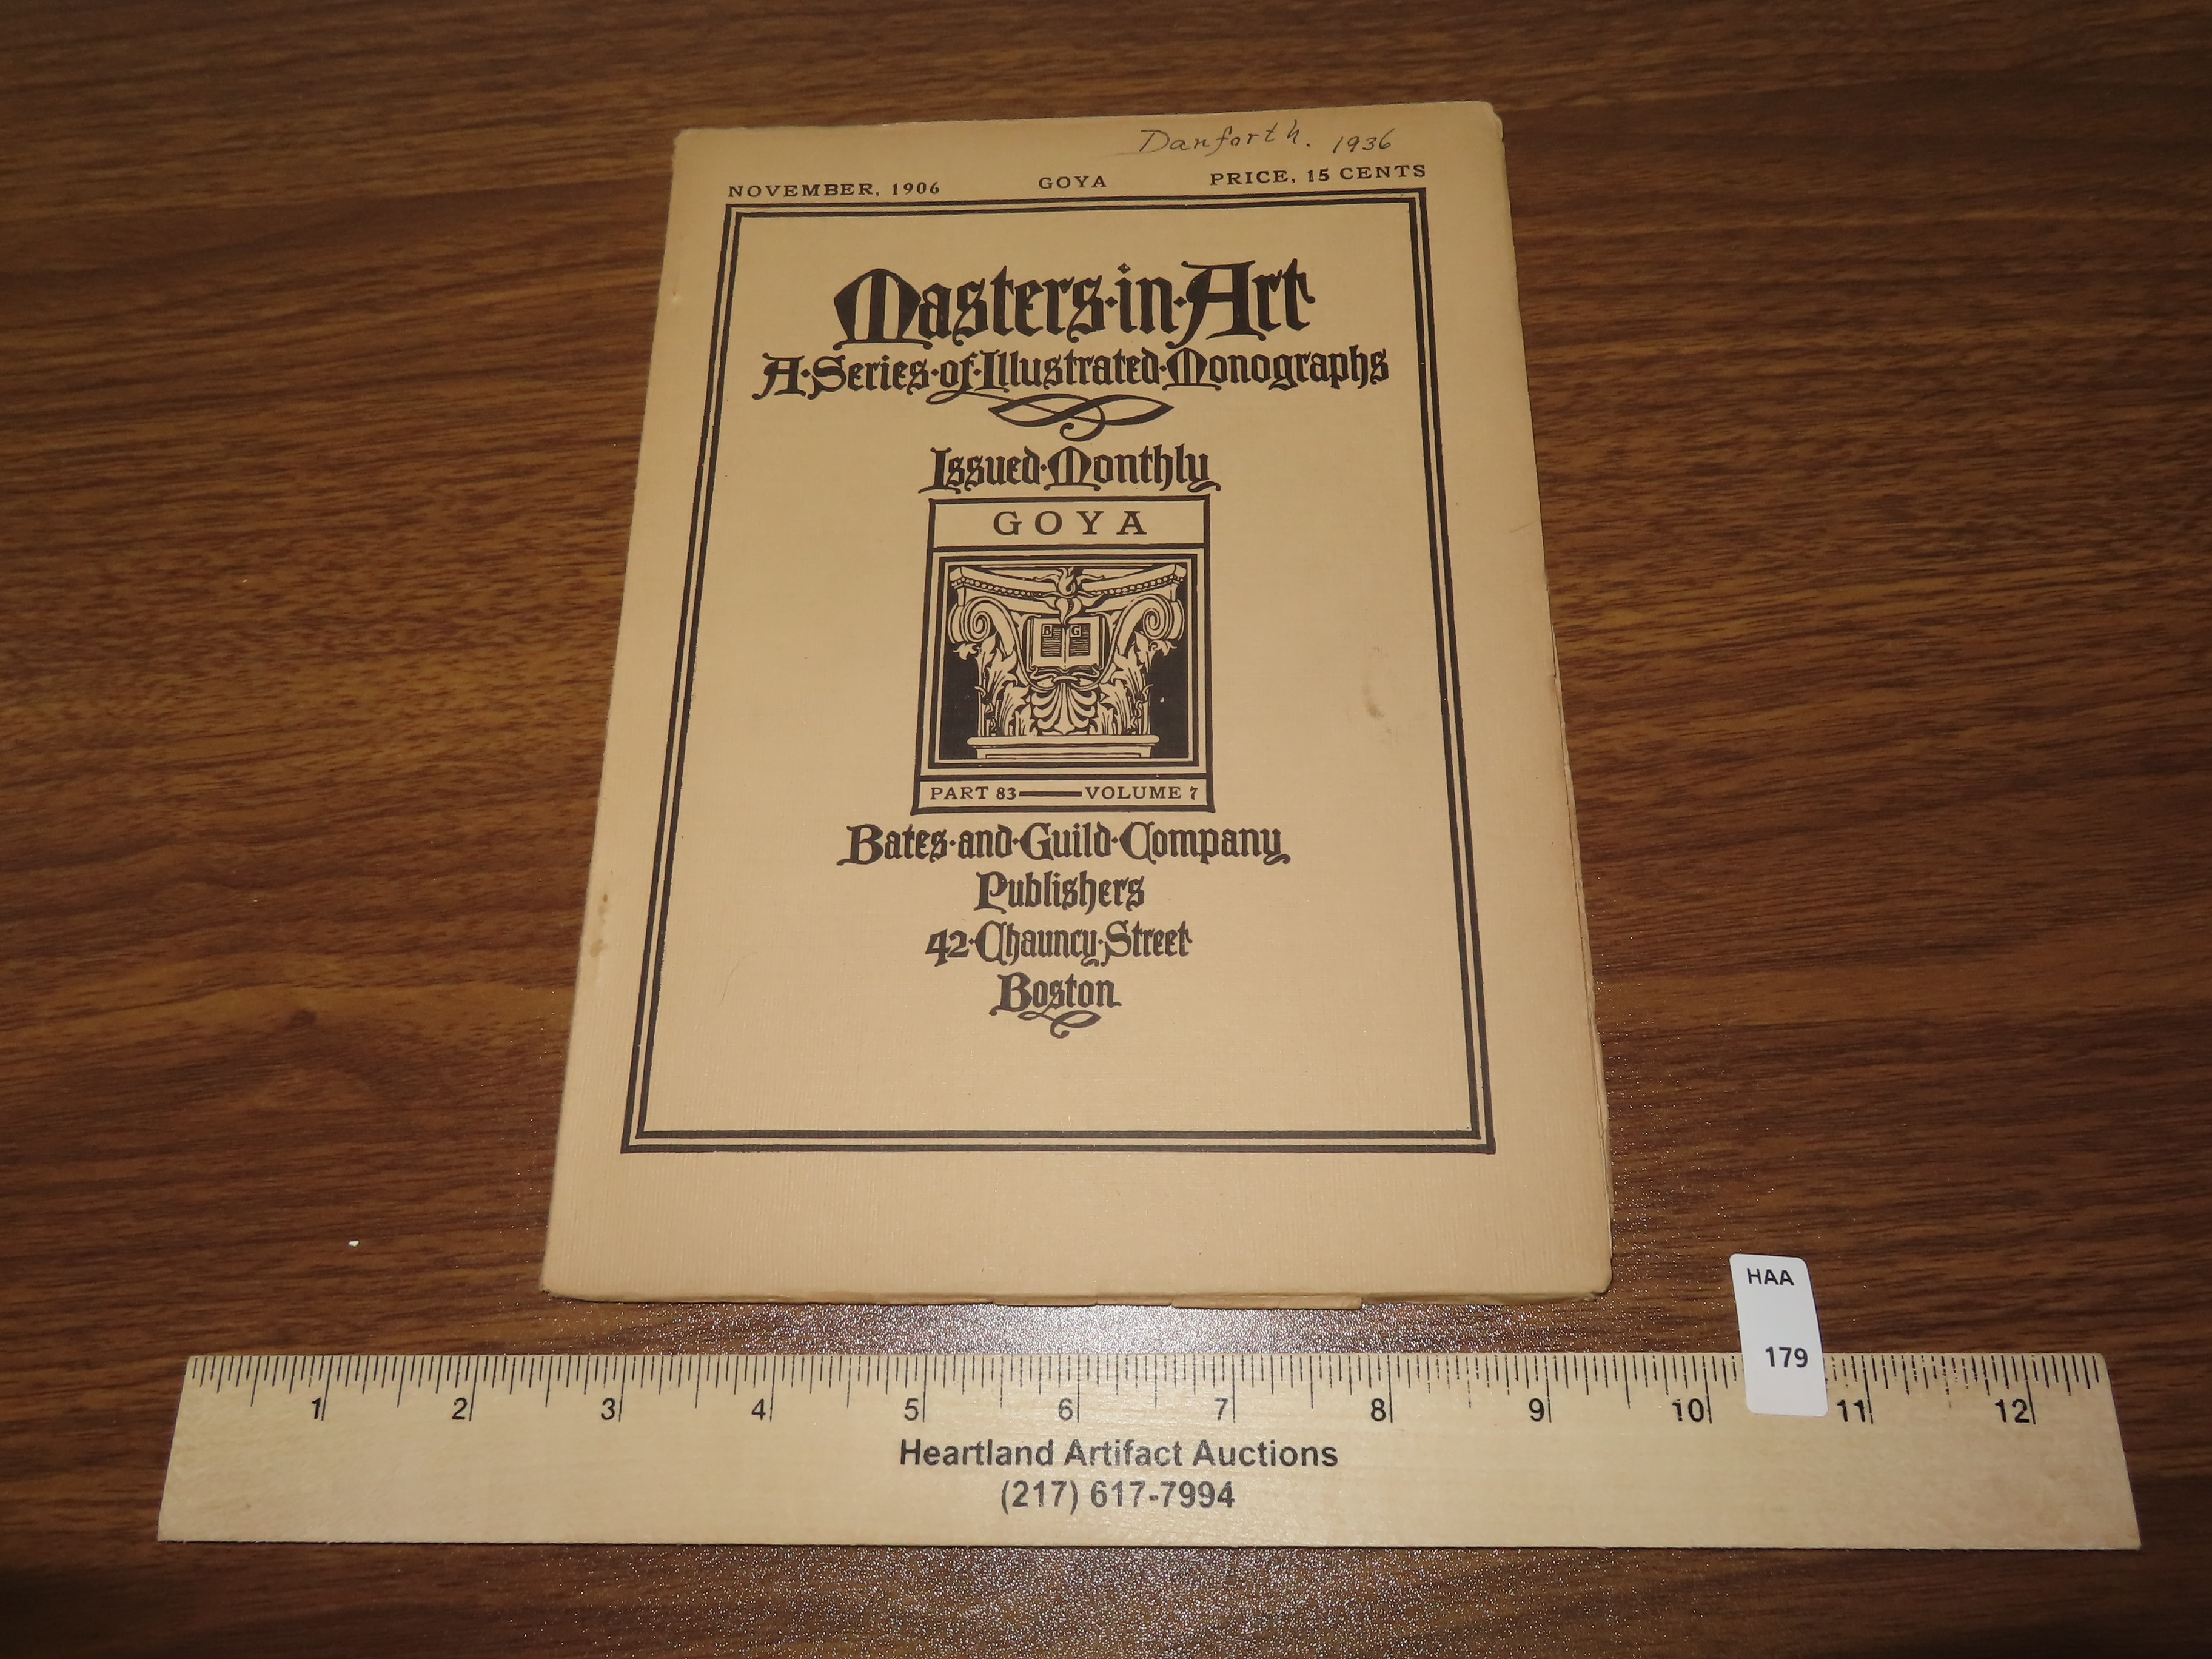 Danforth. 1936
NOVEMBER, 1906 GOYA PRICE, 15 CENTS
Masters·in·Art
A·Series·of·Illustrated·Monographs
Issued·Monthly
GOYA
B G
PART 83 VOLUME 7
Bates·and·Guild·Company
Publishers
42·Chauncy·Street
Boston
HAA
179
1 2 3 4 5 6 7 8 9 10 11 12
Heartland Artifact Auctions
(217) 617-7994